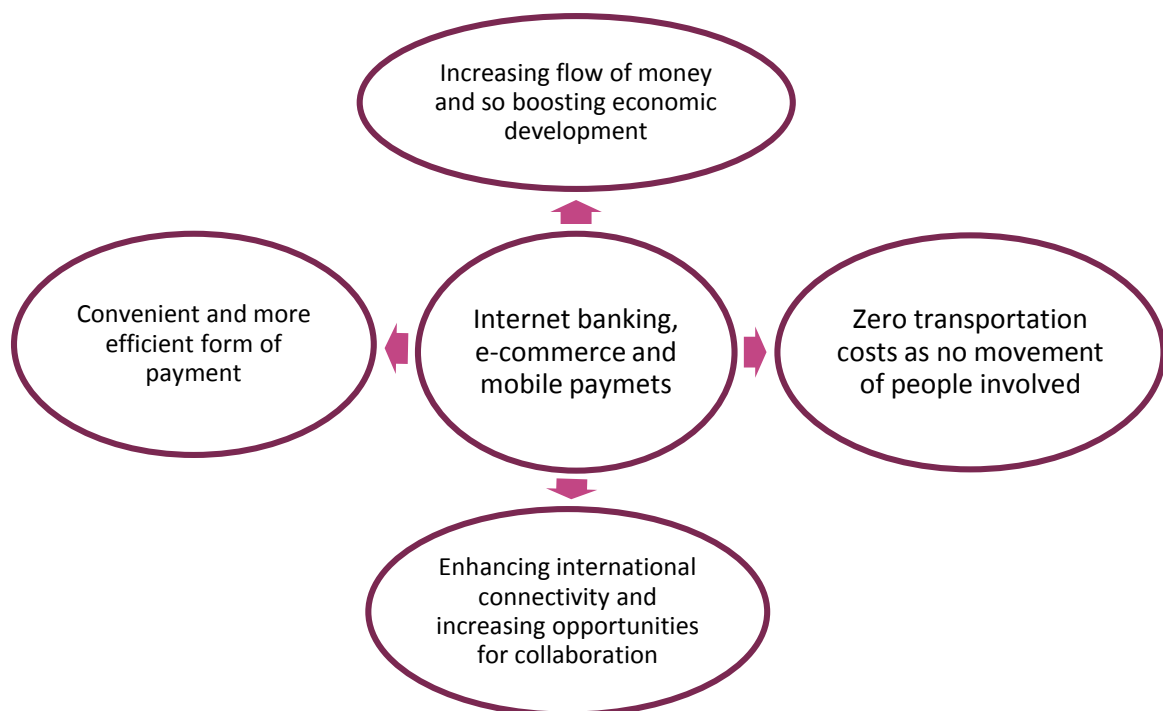 Increasing flow of money
and so boosting economic
development
Convenient and more
efficient form of
payment
Internet banking,
e-commerce and
mobile paymets
Zero transportation
costs as no movement
of people involved
Enhancing international
connectivity and
increasing opportunities
for collaboration